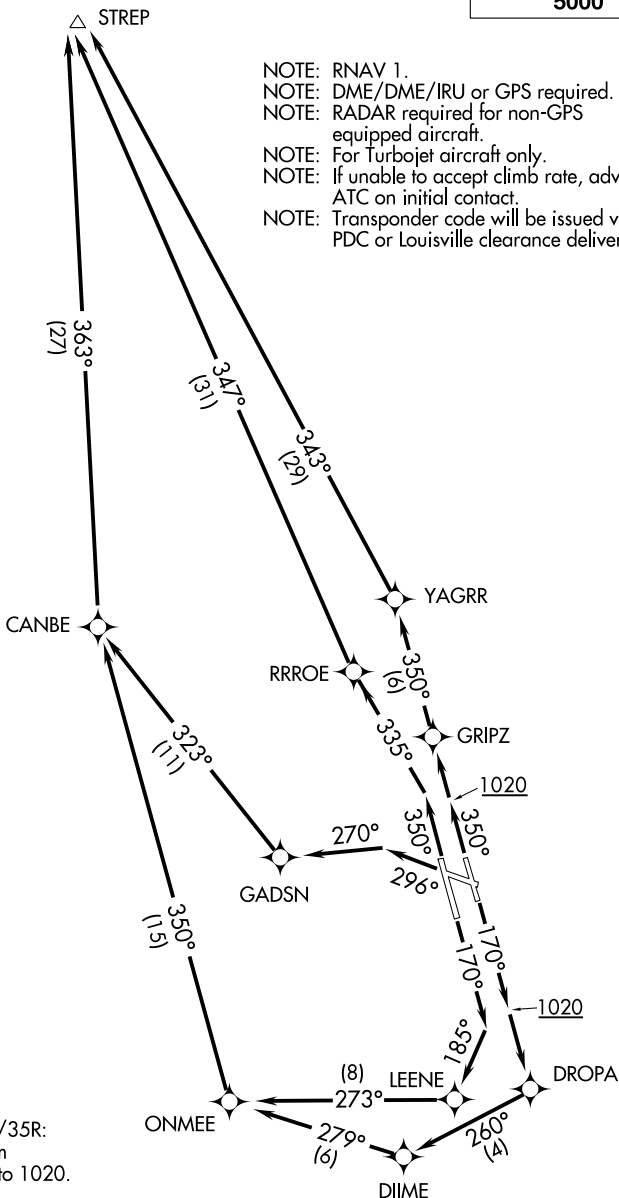 5000
STREP
NOTE: RNAV 1.
NOTE: DME/DME/IRU or GPS required.
NOTE: RADAR required for non-GPS
equipped aircraft.
NOTE: For Turbojet aircraft only.
NOTE: If unable to accept climb rate, adv
ATC on initial contact.
NOTE: Transponder code will be issued v
PDC or Louisville clearance deliver
363°
(27)
347°
(31)
343°
(29)
YAGRR
CANBE
RRROE
350°
(6)
335°
GRIPZ
323°
(11)
1020
270°
350°
350°
296°
GADSN
350°
(15)
170°
170°
1020
185°
(8)
LEENE
DROPA
273°
ONMEE
279°
(6)
260°
(4)
DIIME
/35R:
to 1020.